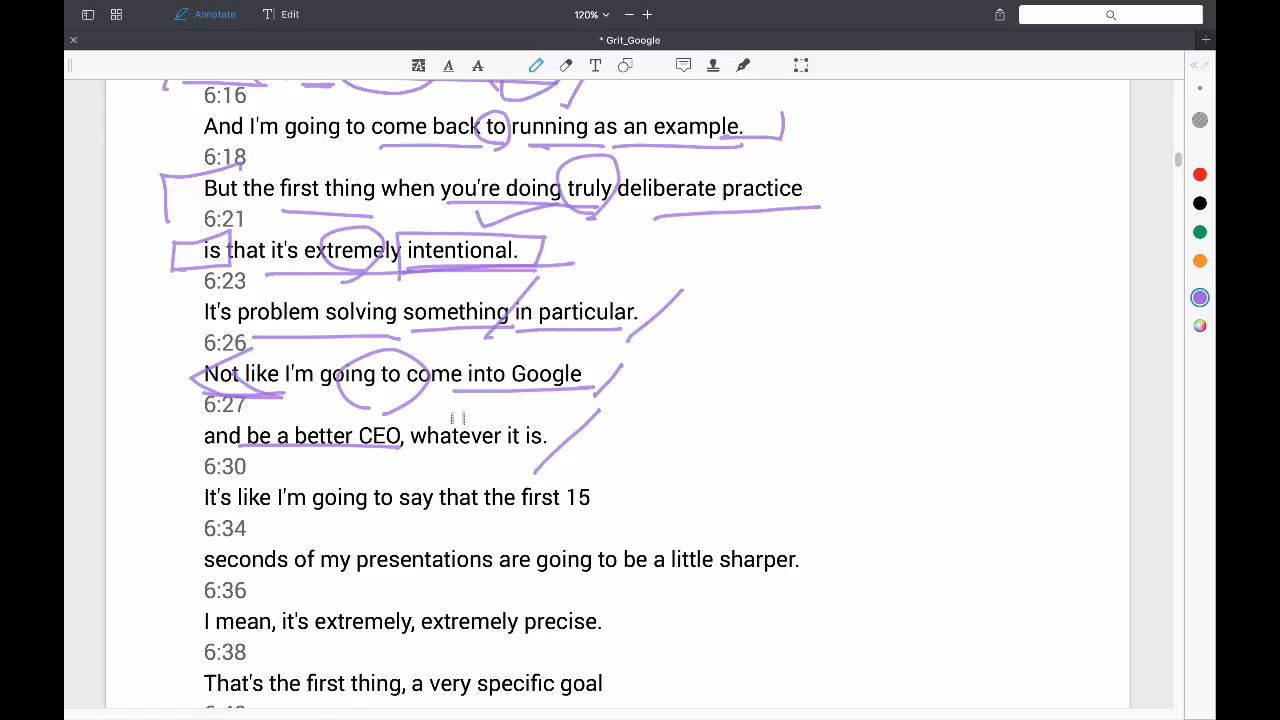 Annotate
Edit
120%
* Grit_Google
6:16
And I'm going to come back to running as an example.
6:18
But the first thing when you're doing truly deliberate practice
6:21
is that it's extremely intentional.
6:23
It's problem solving something in particular.
6:26
Not like I'm going to come into Google
6:27
and be a better CEO, whatever it is.
6:30
It's like I'm going to say that the first 15
6:34
seconds of my presentations are going to be a little sharper.
6:36
I mean, it's extremely, extremely precise.
6:38
That's the first thing, a very specific goal